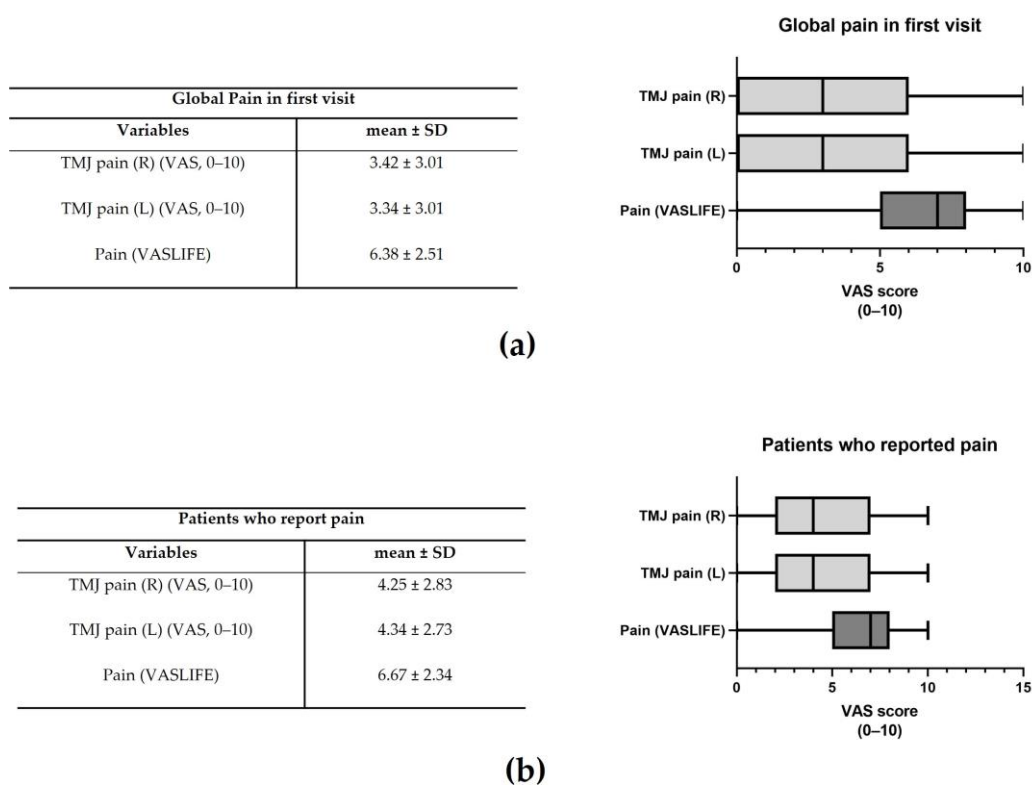 Global Pain in first visit
Variables mean ± SD
TMJ pain (R) (VAS, 0–10) 3.42 ± 3.01
TMJ pain (L) (VAS, 0–10) 3.34 ± 3.01
Pain (VASLIFE) 6.38 ± 2.51
Global pain in first visit
TMJ pain (R)
TMJ pain (L)
Pain (VASLIFE)
0 5 10
VAS score
(0–10)
(a)
Patients who report pain
Variables mean ± SD
TMJ pain (R) (VAS, 0–10) 4.25 ± 2.83
TMJ pain (L) (VAS, 0–10) 4.34 ± 2.73
Pain (VASLIFE) 6.67 ± 2.34
Patients who reported pain
TMJ pain (R)
TMJ pain (L)
Pain (VASLIFE)
0 5 10 15
VAS score
(0–10)
(b)